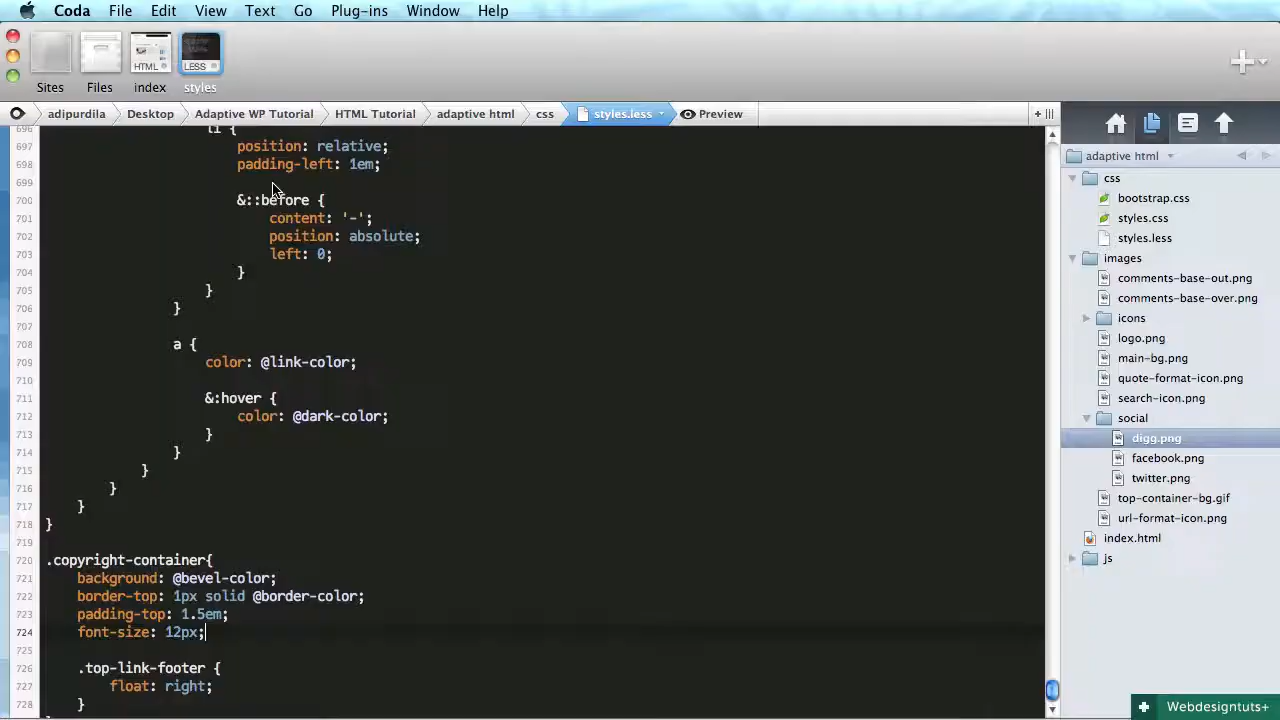 Coda File Edit View Text Go Plug-ins Window Help
HTML LESS
Sites Files index styles
adipurdila Desktop Adaptive WP Tutorial HTML Tutorial adaptive html css styles.less Preview
696 li {
697 position: relative;
698 padding-left: 1em;
699
700 &::before {
701 content: '-';
702 position: absolute;
703 left: 0;
704 }
705 }
706 }
707
708 a {
709 color: @link-color;
710
711 &:hover {
712 color: @dark-color;
713 }
714 }
715 }
716 }
717 }
718 }
719
720 .copyright-container{
721 background: @bevel-color;
722 border-top: 1px solid @border-color;
723 padding-top: 1.5em;
724 font-size: 12px;
725
726 .top-link-footer {
727 float: right;
728 }
adaptive html
css
bootstrap.css
styles.css
styles.less
images
comments-base-out.png
comments-base-over.png
icons
logo.png
main-bg.png
quote-format-icon.png
search-icon.png
social
digg.png
facebook.png
twitter.png
top-container-bg.gif
url-format-icon.png
index.html
js
Webdesigntuts+